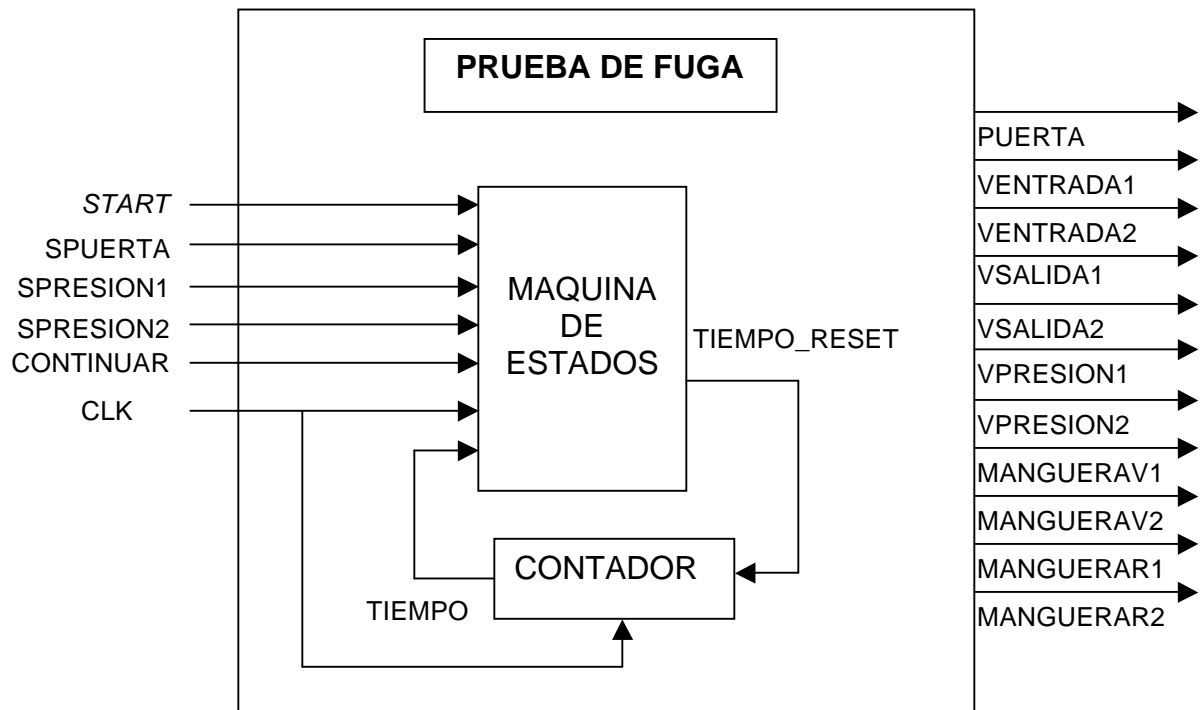 PRUEBA DE FUGA
START
SPUERTA
SPRESION1
SPRESION2
CONTINUAR
CLK
MAQUINA
DE
ESTADOS
TIEMPO_RESET
CONTADOR
TIEMPO
PUERTA
VENTRADA1
VENTRADA2
VSALIDA1
VSALIDA2
VPRESION1
VPRESION2
MANGUERAV1
MANGUERAV2
MANGUERAR1
MANGUERAR2